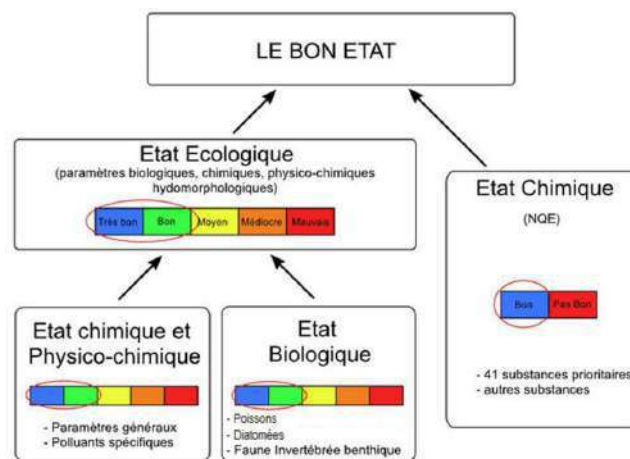 LE BON ETAT
Etat Ecologique
(paramètres biologiques, chimiques, physico-chimiques
hydomorphologiques)
Très bon Bon Moyen Médiocre Mauvais
Etat Chimique
(NQE)
Bon Pas Bon
- 41 substances prioritaires
- autres substances
Etat chimique et
Physico-chimique
- Paramètres généraux
- Polluants spécifiques
Etat
Biologique
- Poissons
- Diatomées
- Faune Invertébrée benthique